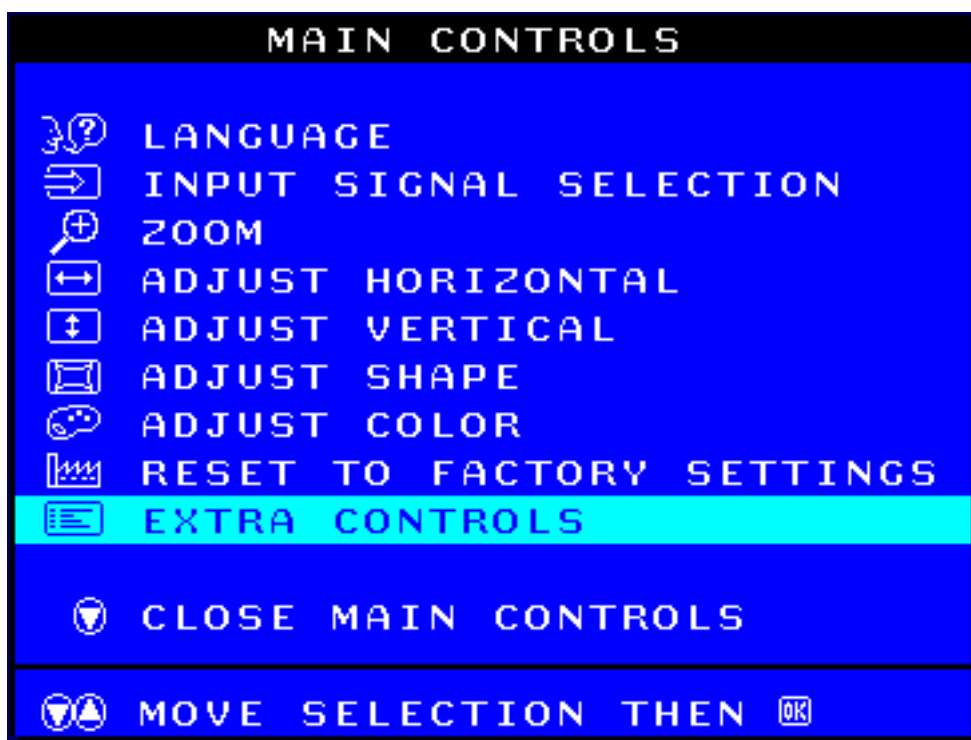 MAIN CONTROLS
LANGUAGE
INPUT SIGNAL SELECTION
ZOOM
ADJUST HORIZONTAL
ADJUST VERTICAL
ADJUST SHAPE
ADJUST COLOR
RESET TO FACTORY SETTINGS
EXTRA CONTROLS
CLOSE MAIN CONTROLS
MOVE SELECTION THEN OK